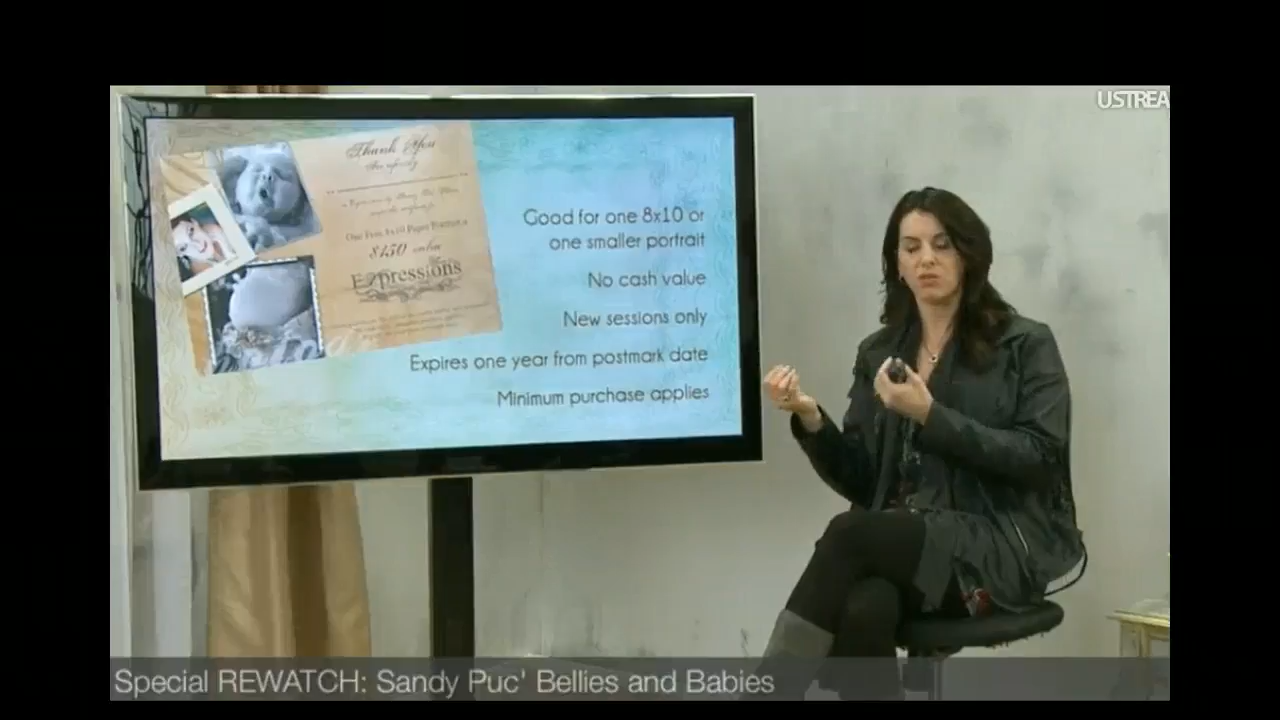 USTREA
Thank You
One Free 8x10 Paper Portrait a
$150 value
Expressions
Good for one 8x10 or
one smaller portrait
No cash value
New sessions only
Expires one year from postmark date
Minimum purchase applies
Special REWATCH: Sandy Puc' Bellies and Babies